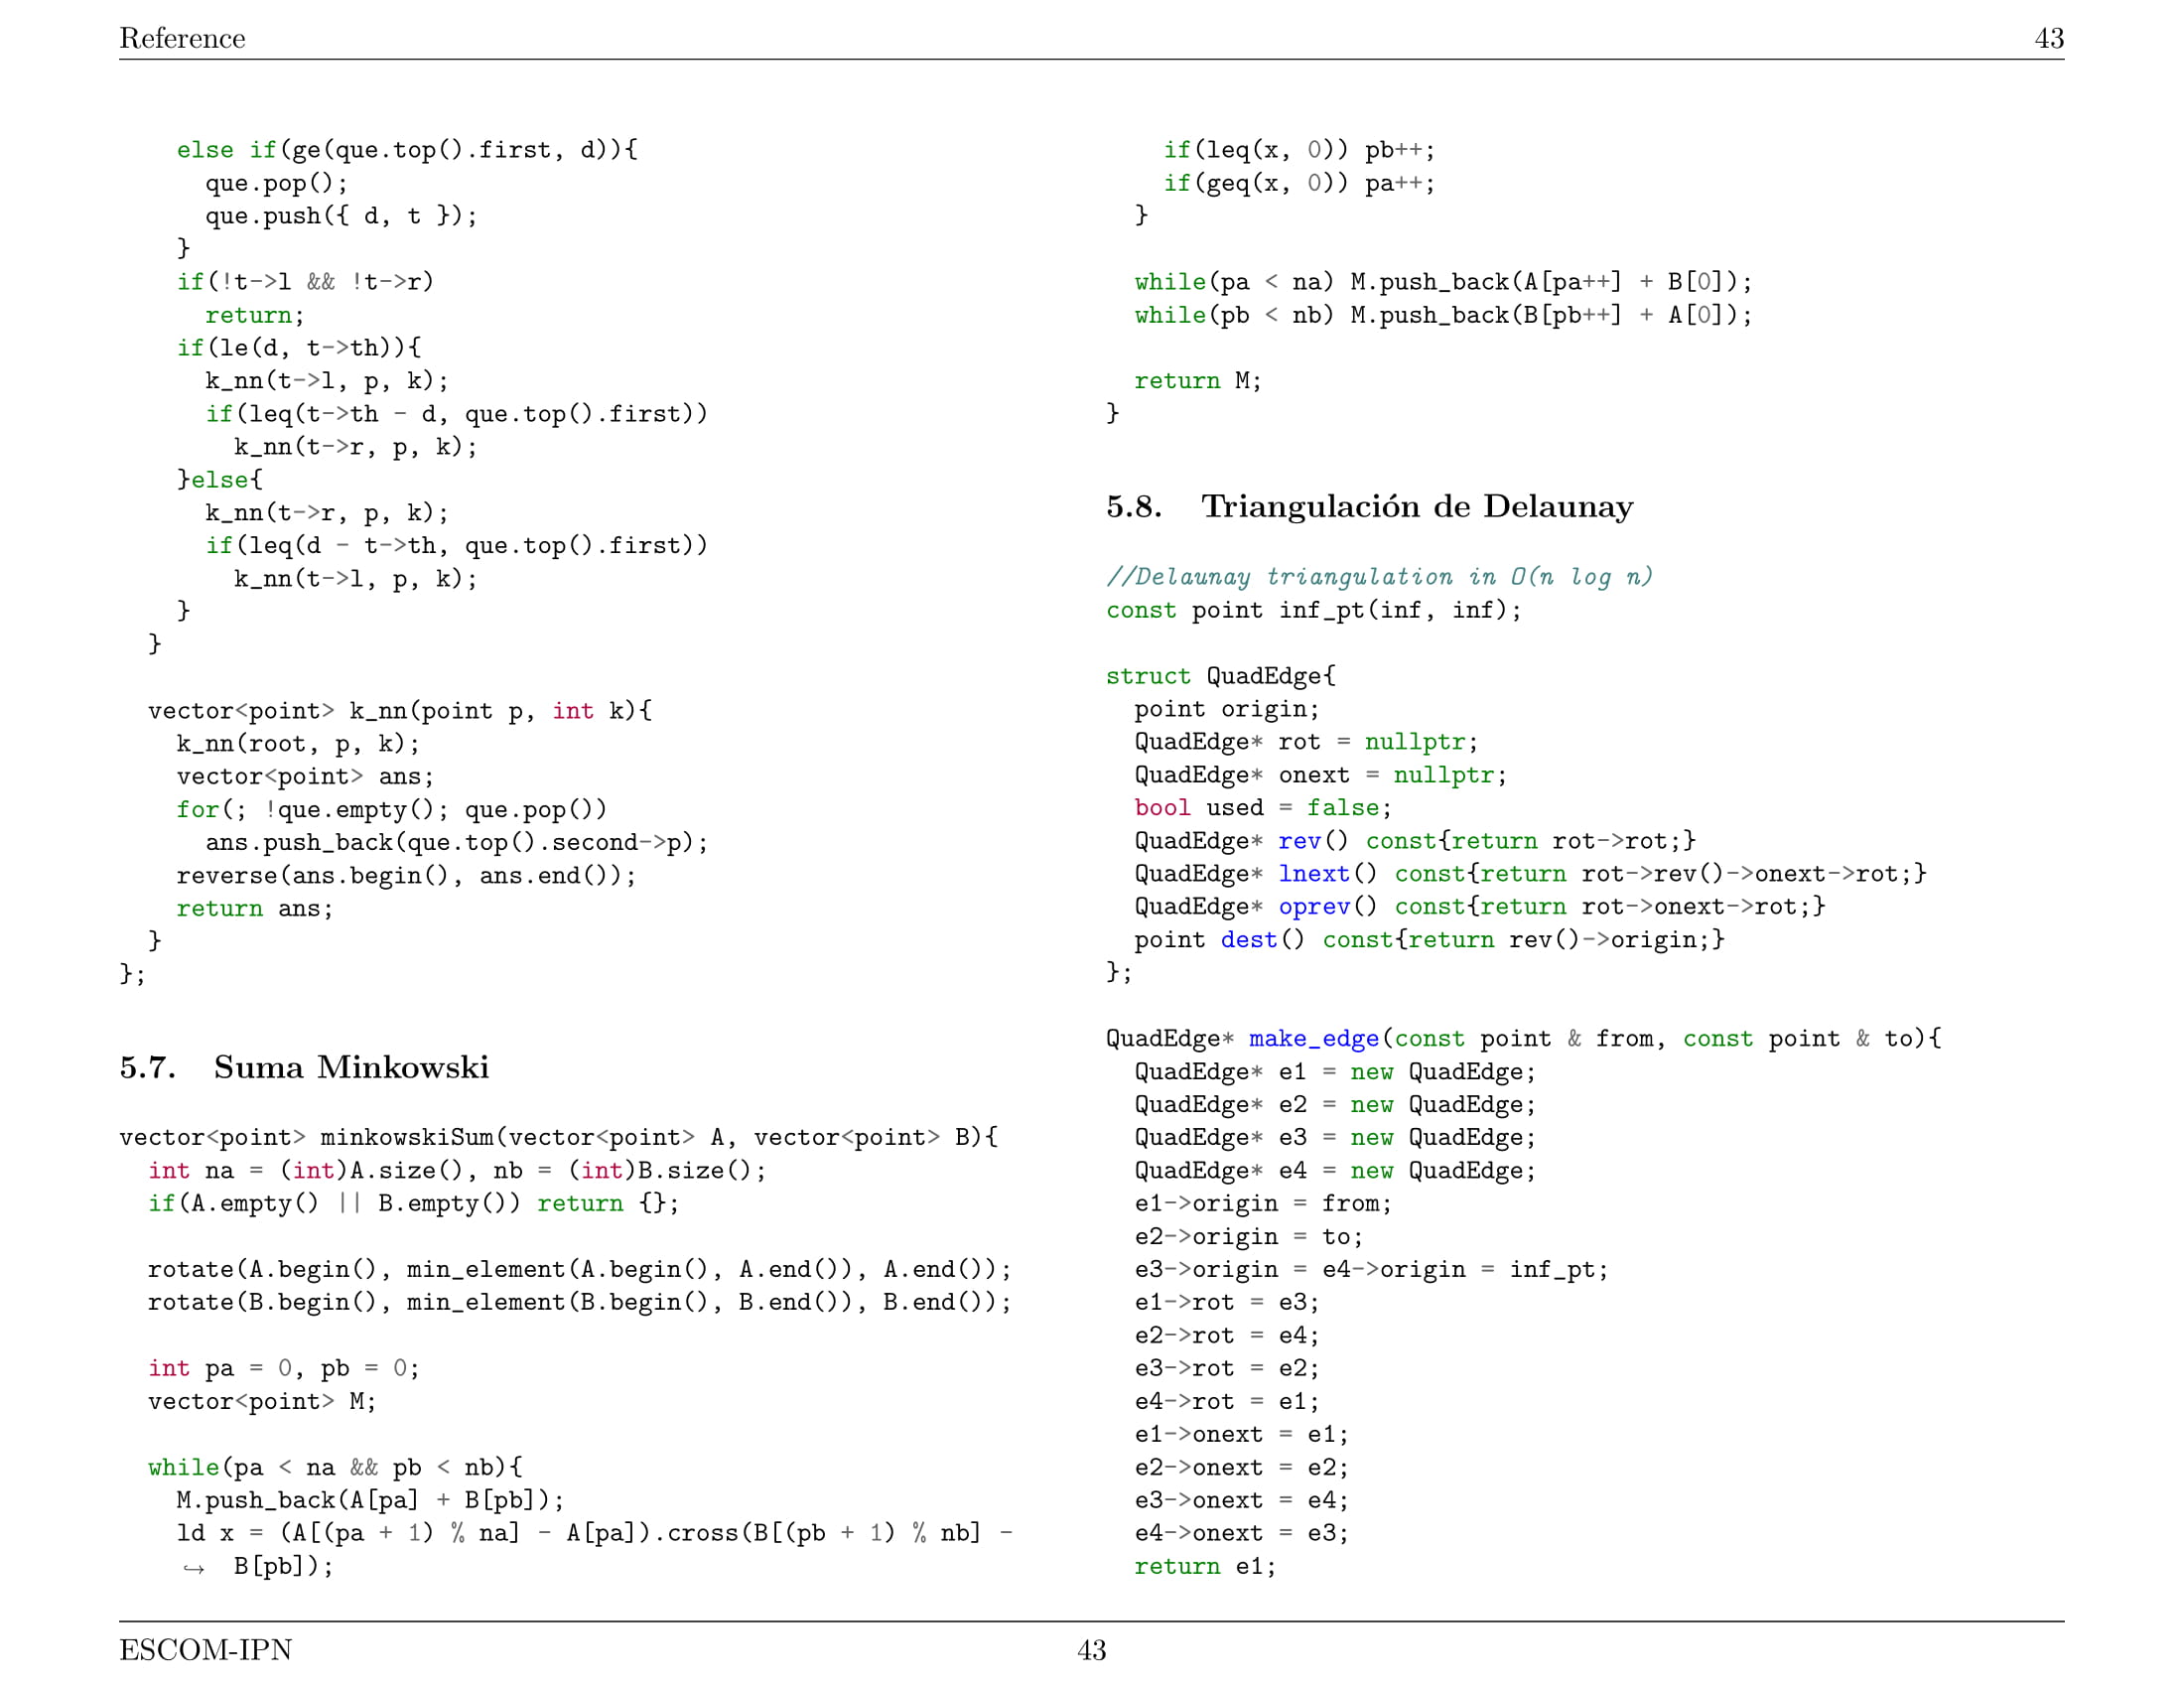 Reference 43
    else if(ge(que.top().first, d)){
      que.pop();
      que.push({ d, t });
    }
    if(!t->l && !t->r)
      return;
    if(le(d, t->th)){
      k_nn(t->l, p, k);
      if(leq(t->th - d, que.top().first))
        k_nn(t->r, p, k);
    }else{
      k_nn(t->r, p, k);
      if(leq(d - t->th, que.top().first))
        k_nn(t->l, p, k);
    }
  }

  vector<point> k_nn(point p, int k){
    k_nn(root, p, k);
    vector<point> ans;
    for(; !que.empty(); que.pop())
      ans.push_back(que.top().second->p);
    reverse(ans.begin(), ans.end());
    return ans;
  }
};

5.7. Suma Minkowski

vector<point> minkowskiSum(vector<point> A, vector<point> B){
  int na = (int)A.size(), nb = (int)B.size();
  if(A.empty() || B.empty()) return {};

  rotate(A.begin(), min_element(A.begin(), A.end()), A.end());
  rotate(B.begin(), min_element(B.begin(), B.end()), B.end());

  int pa = 0, pb = 0;
  vector<point> M;

  while(pa < na && pb < nb){
    M.push_back(A[pa] + B[pb]);
    ld x = (A[(pa + 1) % na] - A[pa]).cross(B[(pb + 1) % nb] -
    ↪  B[pb]);
    if(leq(x, 0)) pb++;
    if(geq(x, 0)) pa++;
  }

  while(pa < na) M.push_back(A[pa++] + B[0]);
  while(pb < nb) M.push_back(B[pb++] + A[0]);

  return M;
}

5.8. Triangulación de Delaunay

//Delaunay triangulation in O(n log n)
const point inf_pt(inf, inf);

struct QuadEdge{
  point origin;
  QuadEdge* rot = nullptr;
  QuadEdge* onext = nullptr;
  bool used = false;
  QuadEdge* rev() const{return rot->rot;}
  QuadEdge* lnext() const{return rot->rev()->onext->rot;}
  QuadEdge* oprev() const{return rot->onext->rot;}
  point dest() const{return rev()->origin;}
};

QuadEdge* make_edge(const point & from, const point & to){
  QuadEdge* e1 = new QuadEdge;
  QuadEdge* e2 = new QuadEdge;
  QuadEdge* e3 = new QuadEdge;
  QuadEdge* e4 = new QuadEdge;
  e1->origin = from;
  e2->origin = to;
  e3->origin = e4->origin = inf_pt;
  e1->rot = e3;
  e2->rot = e4;
  e3->rot = e2;
  e4->rot = e1;
  e1->onext = e1;
  e2->onext = e2;
  e3->onext = e4;
  e4->onext = e3;
  return e1;
ESCOM-IPN 43